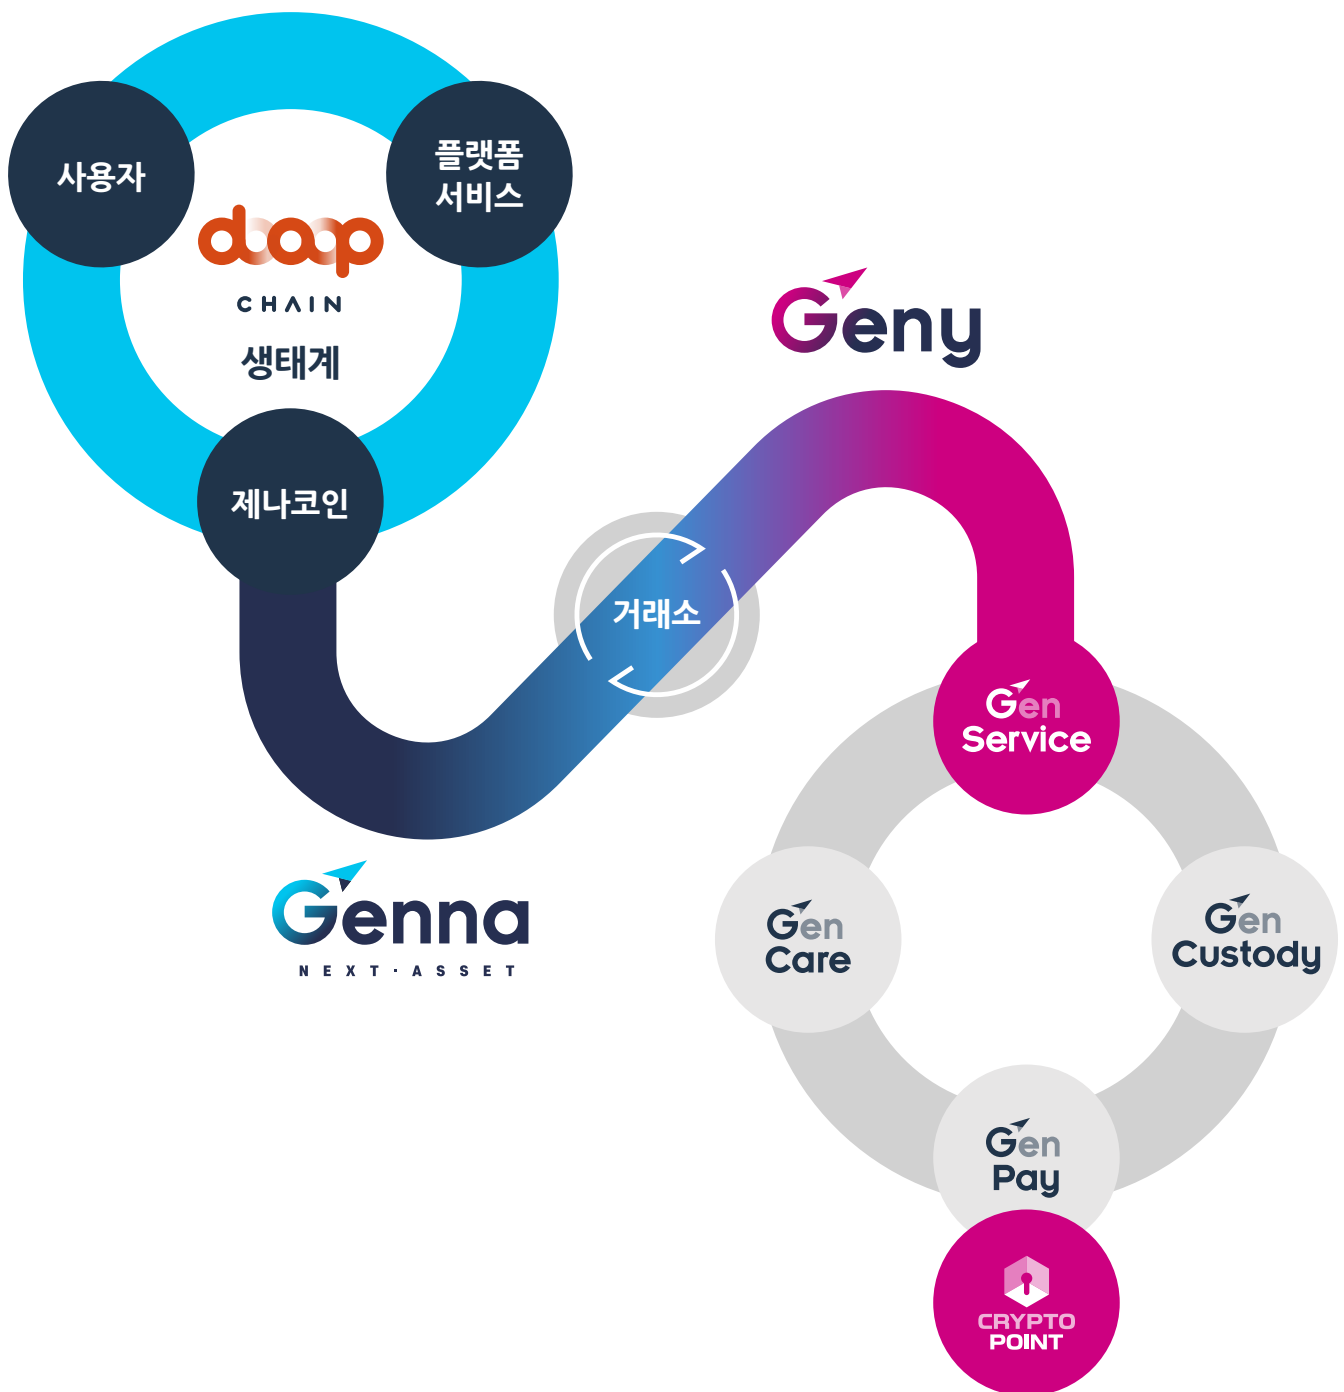 사용자
플랫폼
서비스
daap
CHAIN
생태계
제나코인
Geny
거래소
Genna
NEXT·ASSET
Gen
Service
Gen
Care
Gen
Custody
Gen
Pay
CRYPTO
POINT